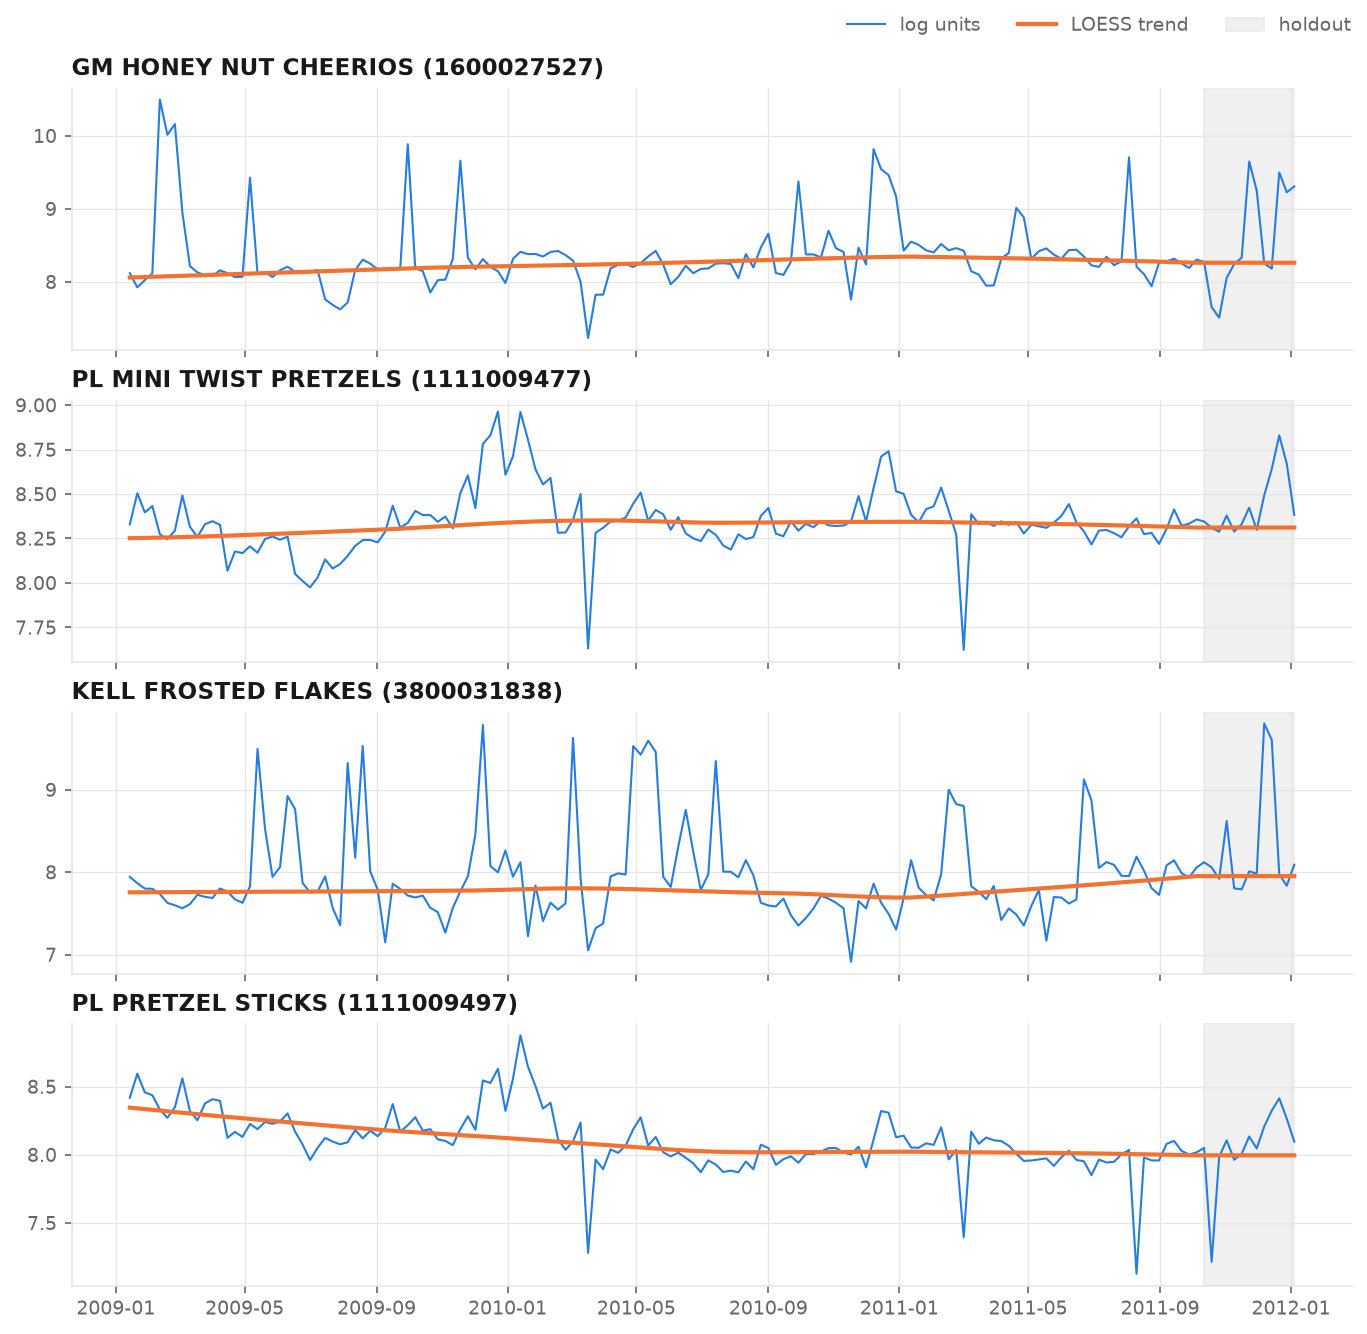 log units LOESS trend holdout
GM HONEY NUT CHEERIOS (1600027527)
10
9
8
PL MINI TWIST PRETZELS (1111009477)
9.00
8.75
8.50
8.25
8.00
7.75
KELL FROSTED FLAKES (3800031838)
9
8
7
PL PRETZEL STICKS (1111009497)
8.5
8.0
7.5
2009-01 2009-05 2009-09 2010-01 2010-05 2010-09 2011-01 2011-05 2011-09 2012-01